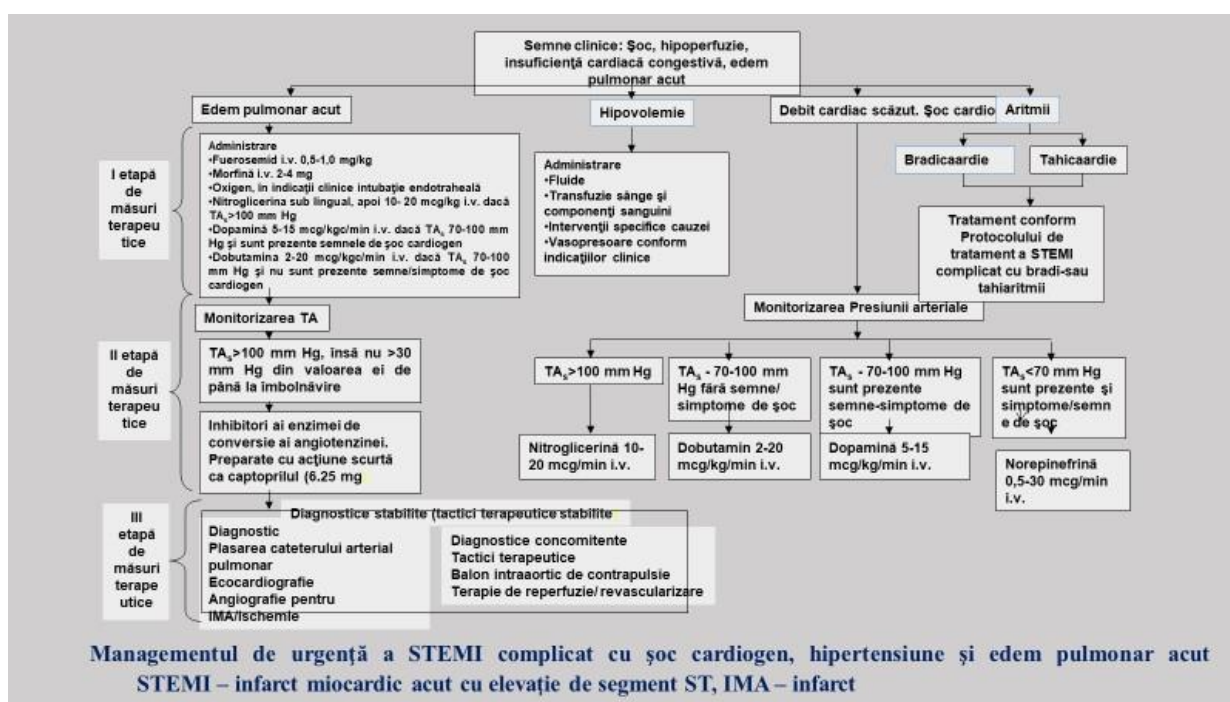 Semne clinice: Şoc, hipoperfuzie,
insuficienţă cardiacă congestivă, edem
pulmonar acut
Edem pulmonar acut
Hipovolemie
Debit cardiac scăzut. Şoc cardio
Aritmii
Bradicaardie
Tahicaardie
I etapă
de
măsuri
terapeu
tice
Administrare
•Fuerosemid i.v. 0,5-1,0 mg/kg
•Morfină i.v. 2-4 mg
•Oxigen, in indicaţii clinice intubaţie endotraheală
•Nitroglicerina sub lingual, apoi 10- 20 mcg/kg i.v. dacă
TAs>100 mm Hg
•Dopamină 5-15 mcg/kgc/min i.v. dacă TAs 70-100 mm
Hg şi sunt prezente semnele de şoc cardiogen
•Dobutamina 2-20 mcg/kgc/min i.v. dacă TAs 70-100
mm Hg şi nu sunt prezente semne/simptome de şoc
cardiogen
Administrare
•Fluide
•Transfuzie sânge şi
componenţi sanguini
•Intervenţii specifice cauzei
•Vasopresoare conform
indicaţiilor clinice
Tratament conform
Protocolului de
tratament a STEMI
complicat cu bradi-sau
tahiaritmii
Monitorizarea TA
Monitorizarea Presiunii arteriale
II etapă
de
măsuri
terapeu
tice
TAs>100 mm Hg, însă nu >30
mm Hg din valoarea ei de
până la îmbolnăvire
TAs>100 mm Hg
TAs - 70-100 mm
Hg fără semne/
simptome de şoc
TAs - 70-100 mm Hg
sunt prezente
semne-simptome de
şoc
TAs<70 mm Hg
sunt prezente şi
simptome/semn
e de şoc
Inhibitori ai enzimei de
conversie ai angiotenzinei.
Preparate cu acţiune scurtă
ca captoprilul (6.25 mg
Nitroglicerină 10-
20 mcg/min i.v.
Dobutamin 2-20
mcg/kg/min i.v.
Dopamină 5-15
mcg/kg/min i.v.
Norepinefrină
0,5-30 mcg/min
i.v.
III
etapă
de
măsuri
terape
utice
Diagnostice stabilite (tactici terapeutice stabilite
Diagnostic
Plasarea cateterului arterial
pulmonar
Ecocardiografie
Angiografie pentru
IMA/Ischemie
Diagnostice concomitente
Tactici terapeutice
Balon intraaortic de contrapulsie
Terapie de reperfuzie/revascularizare
Managementul de urgenţă a STEMI complicat cu şoc cardiogen, hipertensiune şi edem pulmonar acut
STEMI – infarct miocardic acut cu elevaţie de segment ST, IMA – infarct